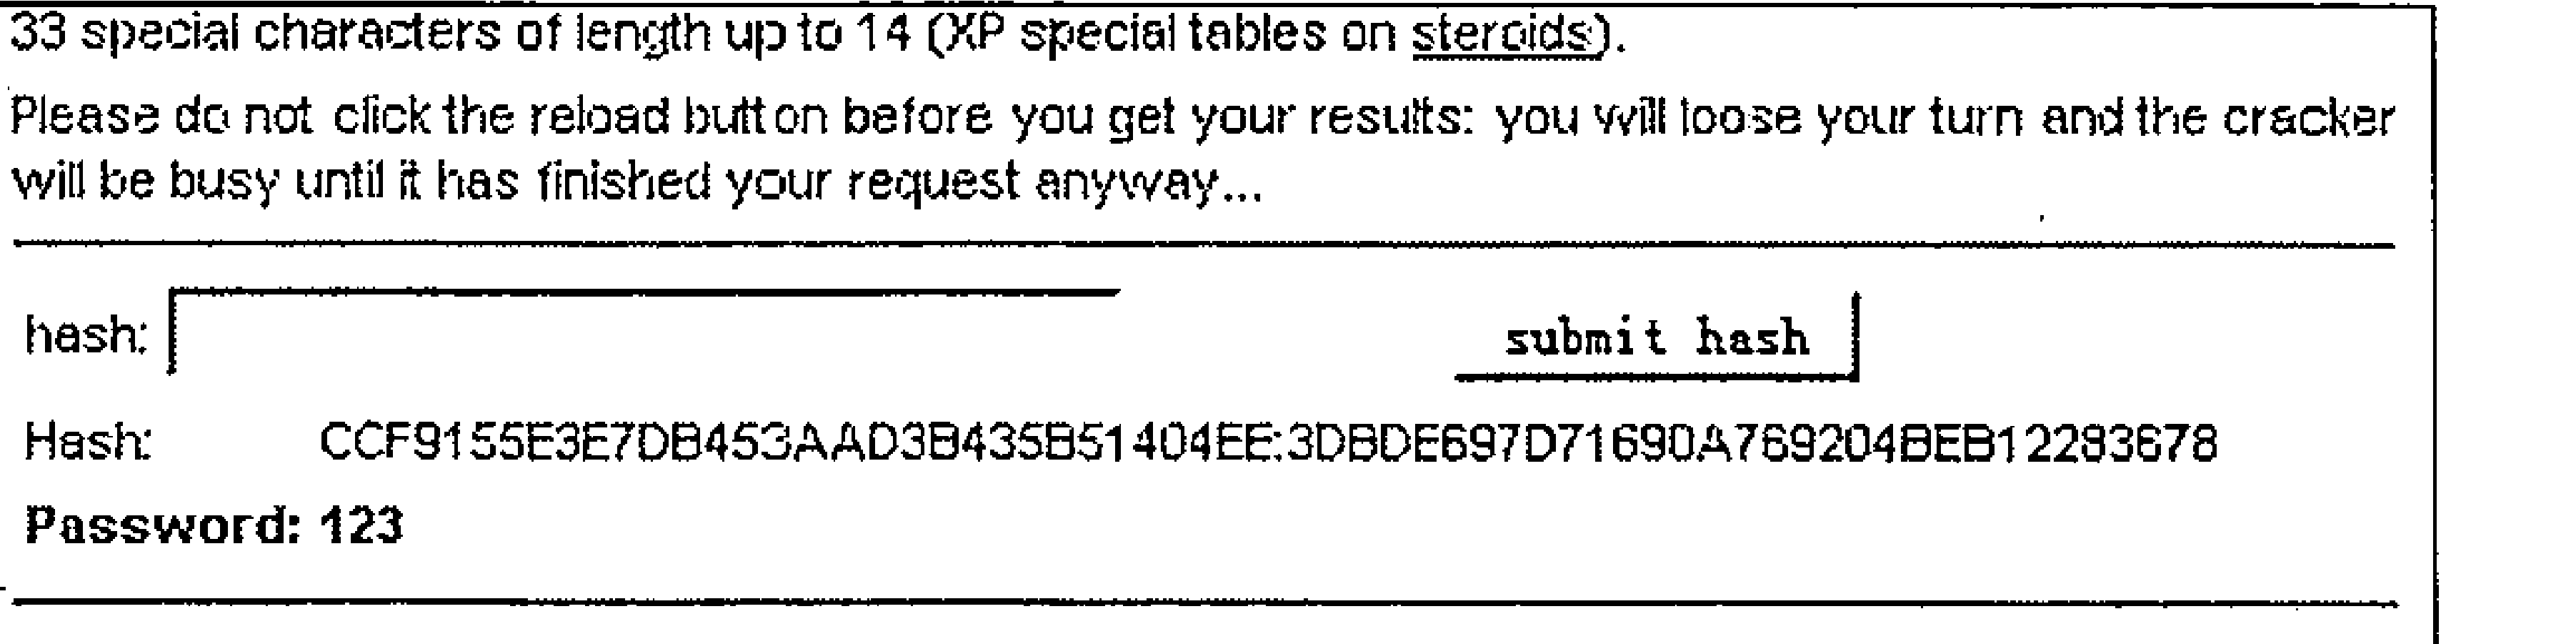 33 special characters of length up to 14 (XP special tables on steroids).
Please do not click the reload button before you get your results: you will loose your turn and the cracker
will be busy until it has finished your request anyway...
hash:
submit hash
Hash: CCF9155E3E7DB453AAD3B435B51404EE:3DBDE697D71690A769204BEB12283678
Password: 123